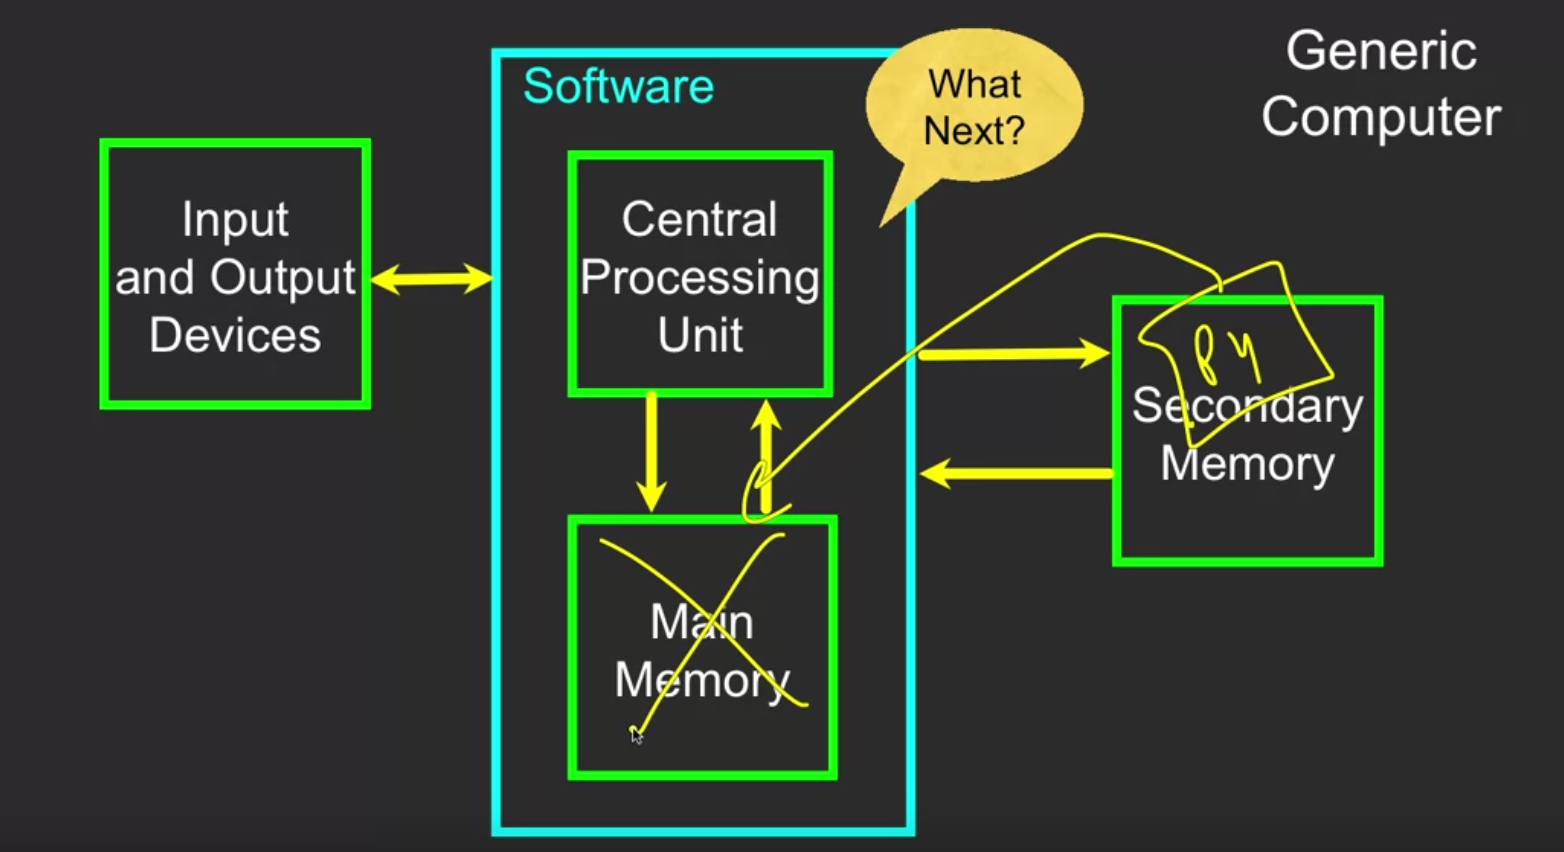 Generic
Computer
Software
What
Next?
Input
and Output
Devices
Central
Processing
Unit
PY
Secondary
Memory
Main
Memory